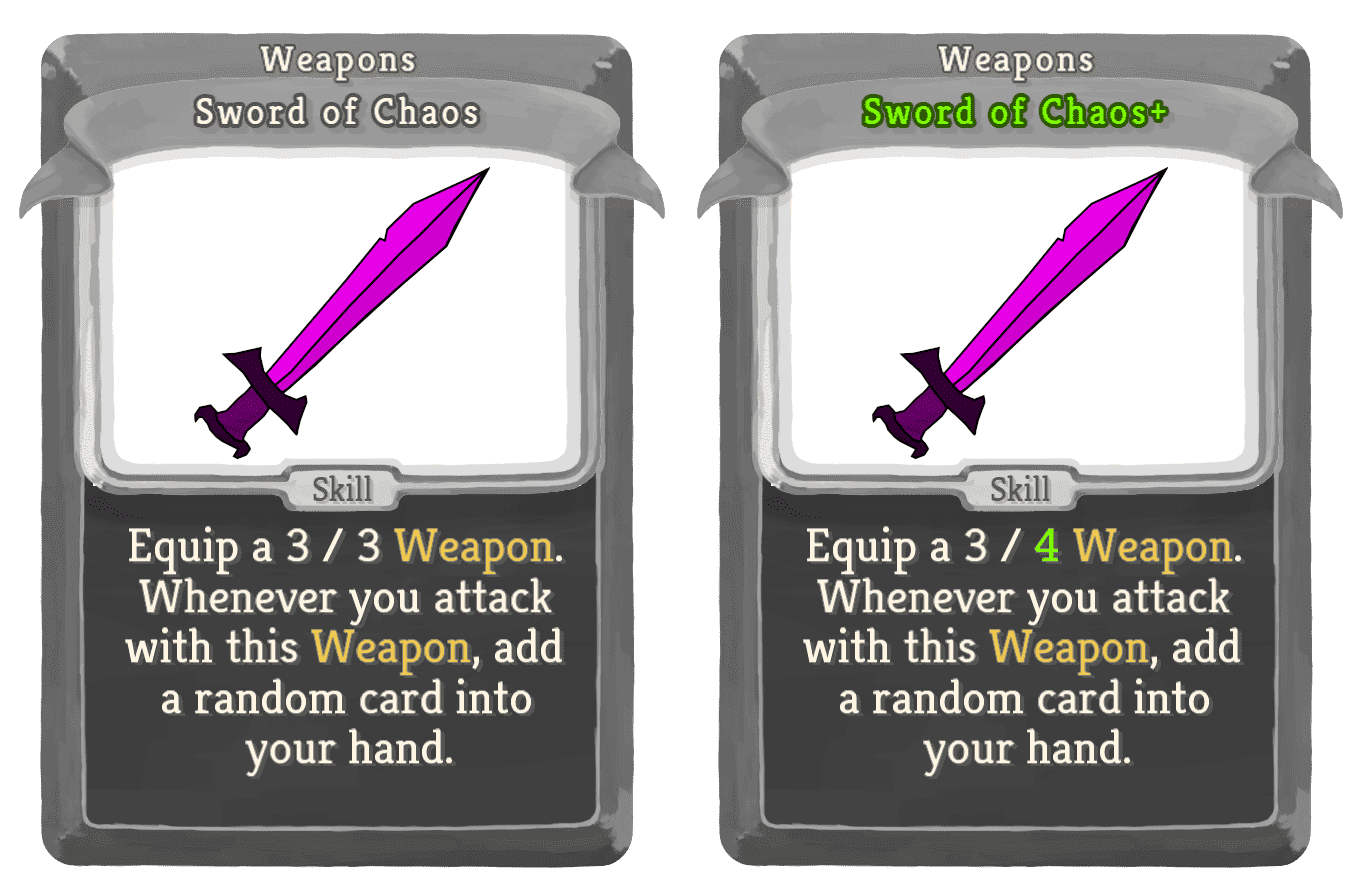 Weapons
Sword of Chaos
Skill
Equip a 3 / 3 Weapon.
Whenever you attack
with this Weapon, add
a random card into
your hand.
Weapons
Sword of Chaos+
Skill
Equip a 3 / 4 Weapon.
Whenever you attack
with this Weapon, add
a random card into
your hand.